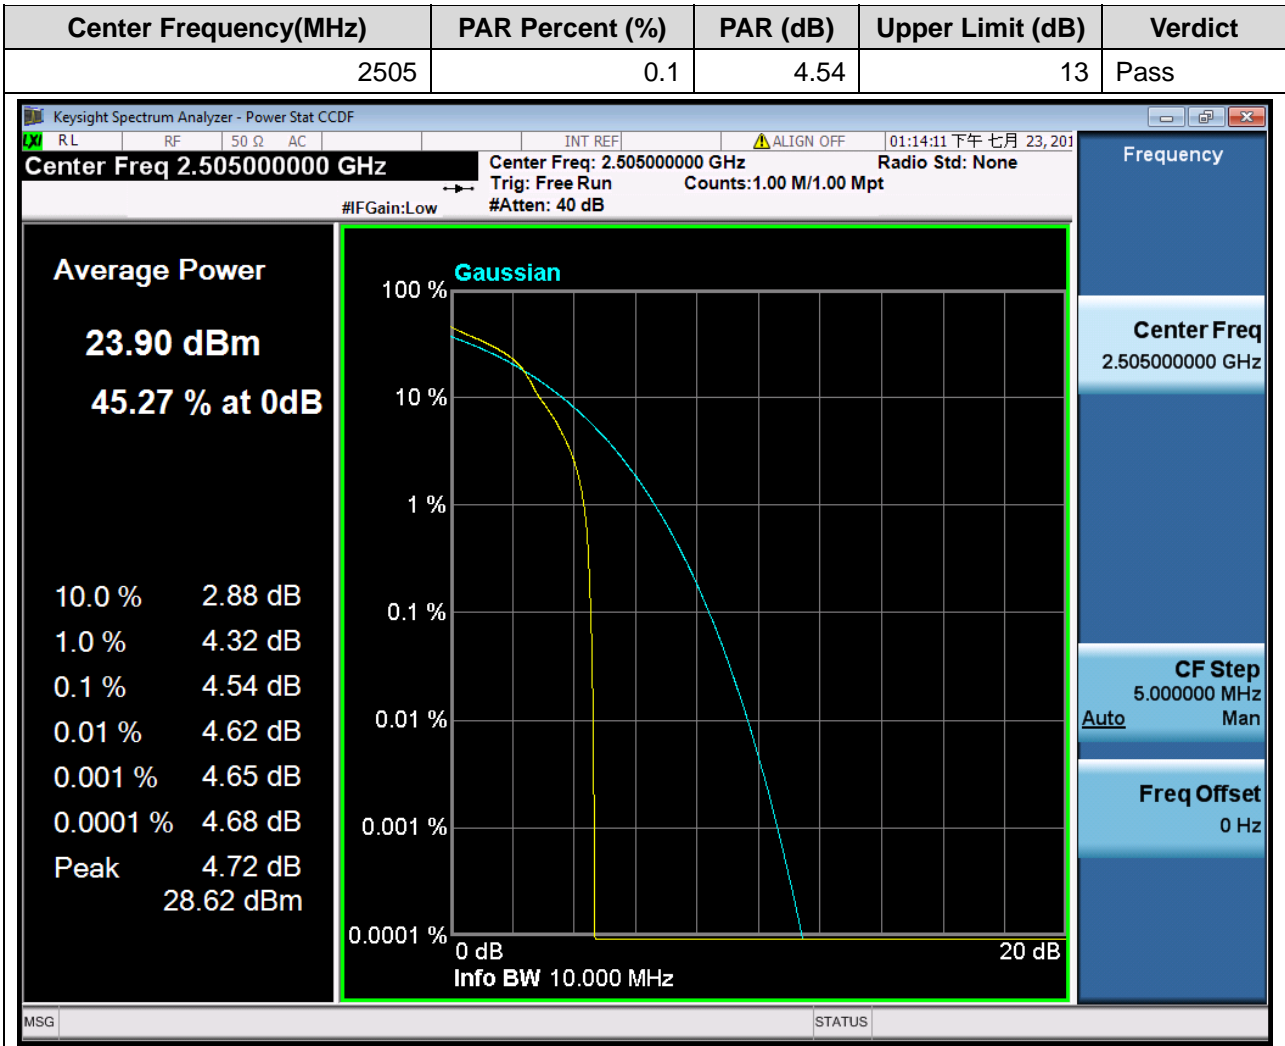 Center Frequency(MHz) PAR Percent (%) PAR (dB) Upper Limit (dB) Verdict
2505 0.1 4.54 13 Pass
Keysight Spectrum Analyzer - Power Stat CCDF
LXI RL RF 50 Ω AC INT REF ALIGN OFF 01:14:11 下午 七月 23, 201
Center Freq 2.505000000 GHz
Center Freq: 2.505000000 GHz Radio Std: None
Trig: Free Run Counts:1.00 M/1.00 Mpt
#IFGain:Low #Atten: 40 dB
Frequency
Average Power
23.90 dBm
45.27 % at 0dB
10.0 % 2.88 dB
1.0 % 4.32 dB
0.1 % 4.54 dB
0.01 % 4.62 dB
0.001 % 4.65 dB
0.0001 % 4.68 dB
Peak 4.72 dB
28.62 dBm
Gaussian
100 %
10 %
1 %
0.1 %
0.01 %
0.001 %
0.0001 %
0 dB 20 dB
Info BW 10.000 MHz
Center Freq
2.505000000 GHz
CF Step
5.000000 MHz
Auto Man
Freq Offset
0 Hz
MSG STATUS